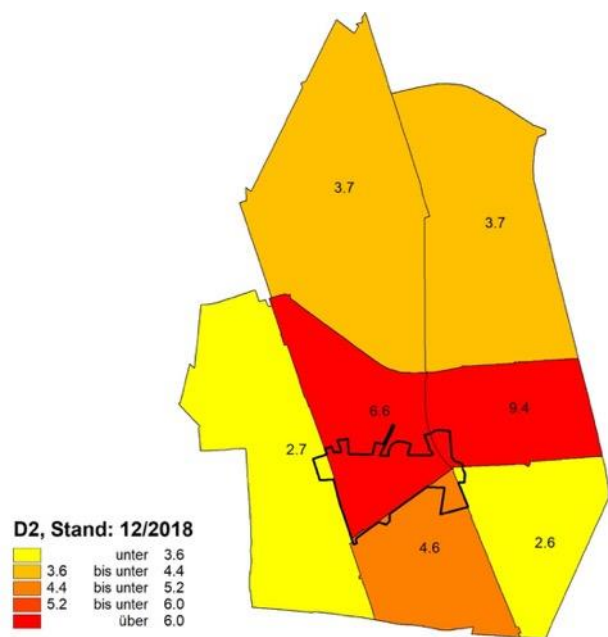 3.7
3.7
6.6
9.4
2.7
2.6
4.6
D2, Stand: 12/2018
unter 3.6
3.6 bis unter 4.4
4.4 bis unter 5.2
5.2 bis unter 6.0
über 6.0